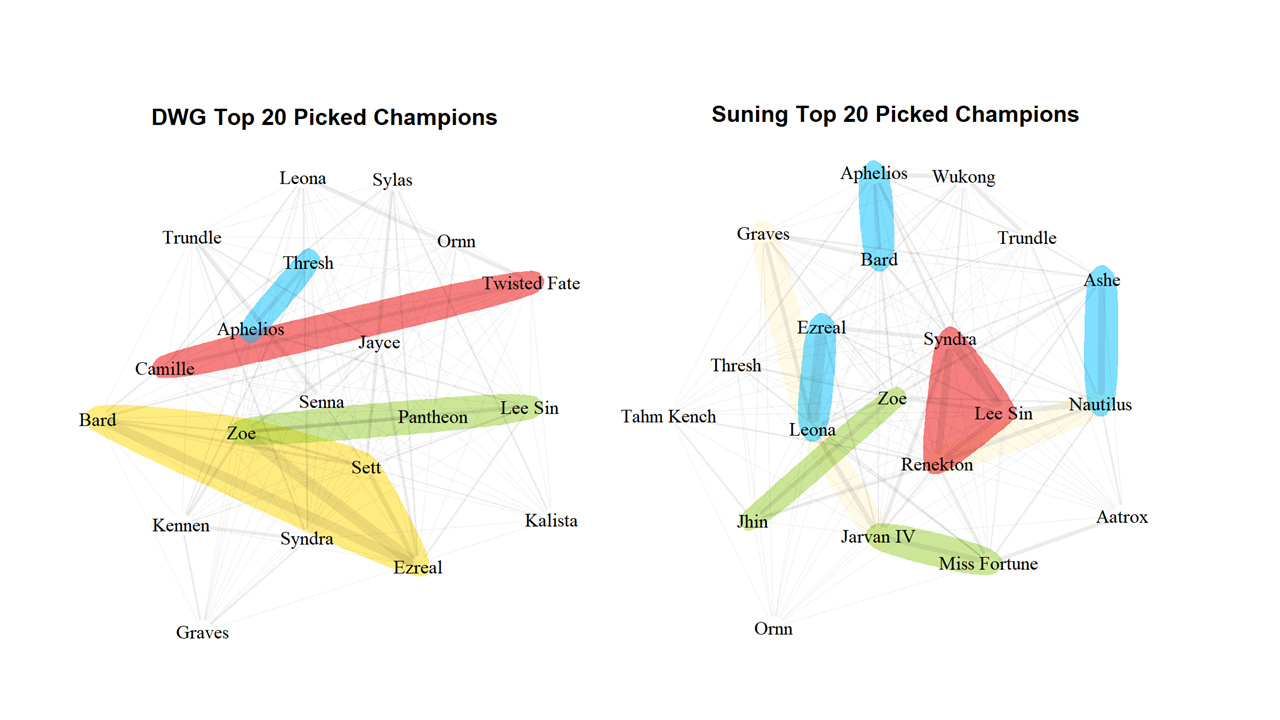 DWG Top 20 Picked Champions
Leona
Sylas
Trundle
Ornn
Thresh
Twisted Fate
Aphelios
Jayce
Camille
Senna
Lee Sin
Bard
Pantheon
Zoe
Sett
Kennen
Kalista
Syndra
Ezreal
Graves
Suning Top 20 Picked Champions
Aphelios
Wukong
Graves
Trundle
Bard
Ashe
Ezreal
Syndra
Thresh
Zoe
Nautilus
Tahm Kench
Lee Sin
Leona
Renekton
Jhin
Aatrox
Jarvan IV
Miss Fortune
Ornn